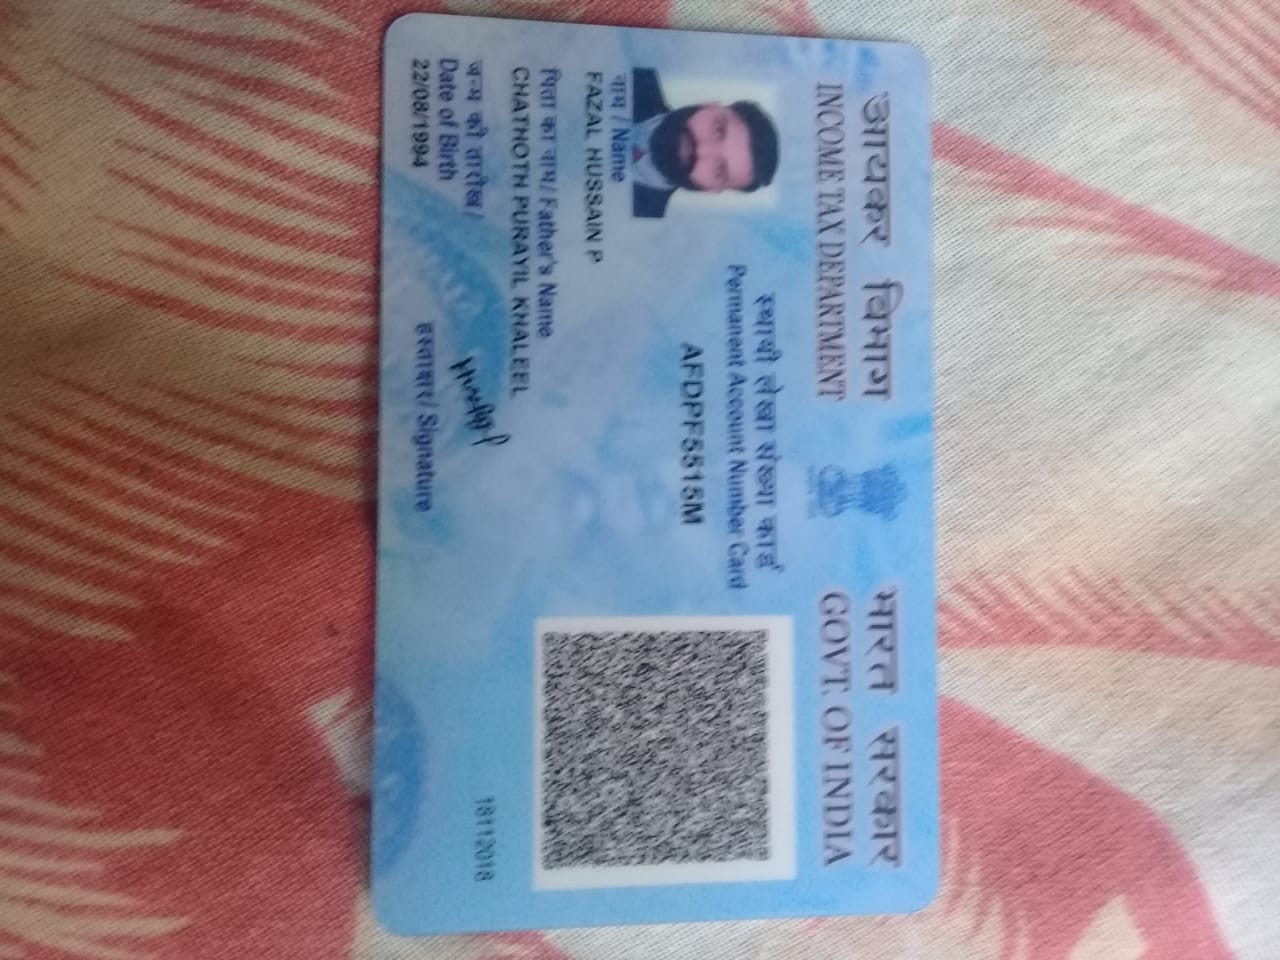 आयकर विभाग
INCOME TAX DEPARTMENT
भारत सरकार
GOVT. OF INDIA
स्थायी लेखा संख्या कार्ड
Permanent Account Number Card
AFDPF5515M
नाम / Name
FAZAL HUSSAIN P
पिता का नाम / Father's Name
CHATHOTH PURAYIL KHALEEL
जन्म की तारीख /
Date of Birth
22/08/1994
हस्ताक्षर / Signature
18112018